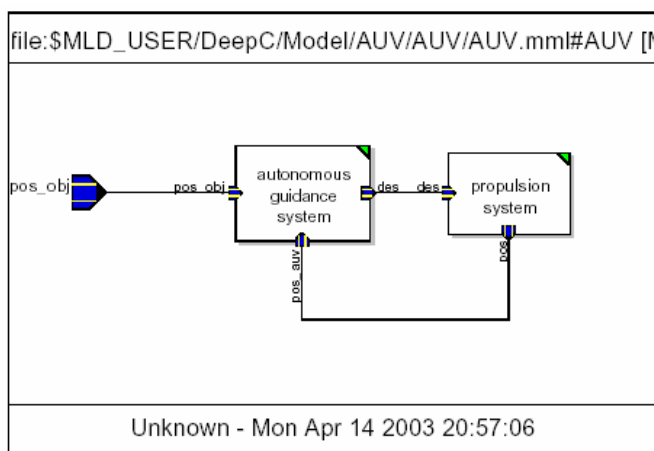 file:$MLD_USER/DeepC/Model/AUV/AUV/AUV.mml#AUV [M
pos_obj
pos_obj
autonomous
guidance
system
des
des
propulsion
system
pos_auv
pos
Unknown - Mon Apr 14 2003 20:57:06